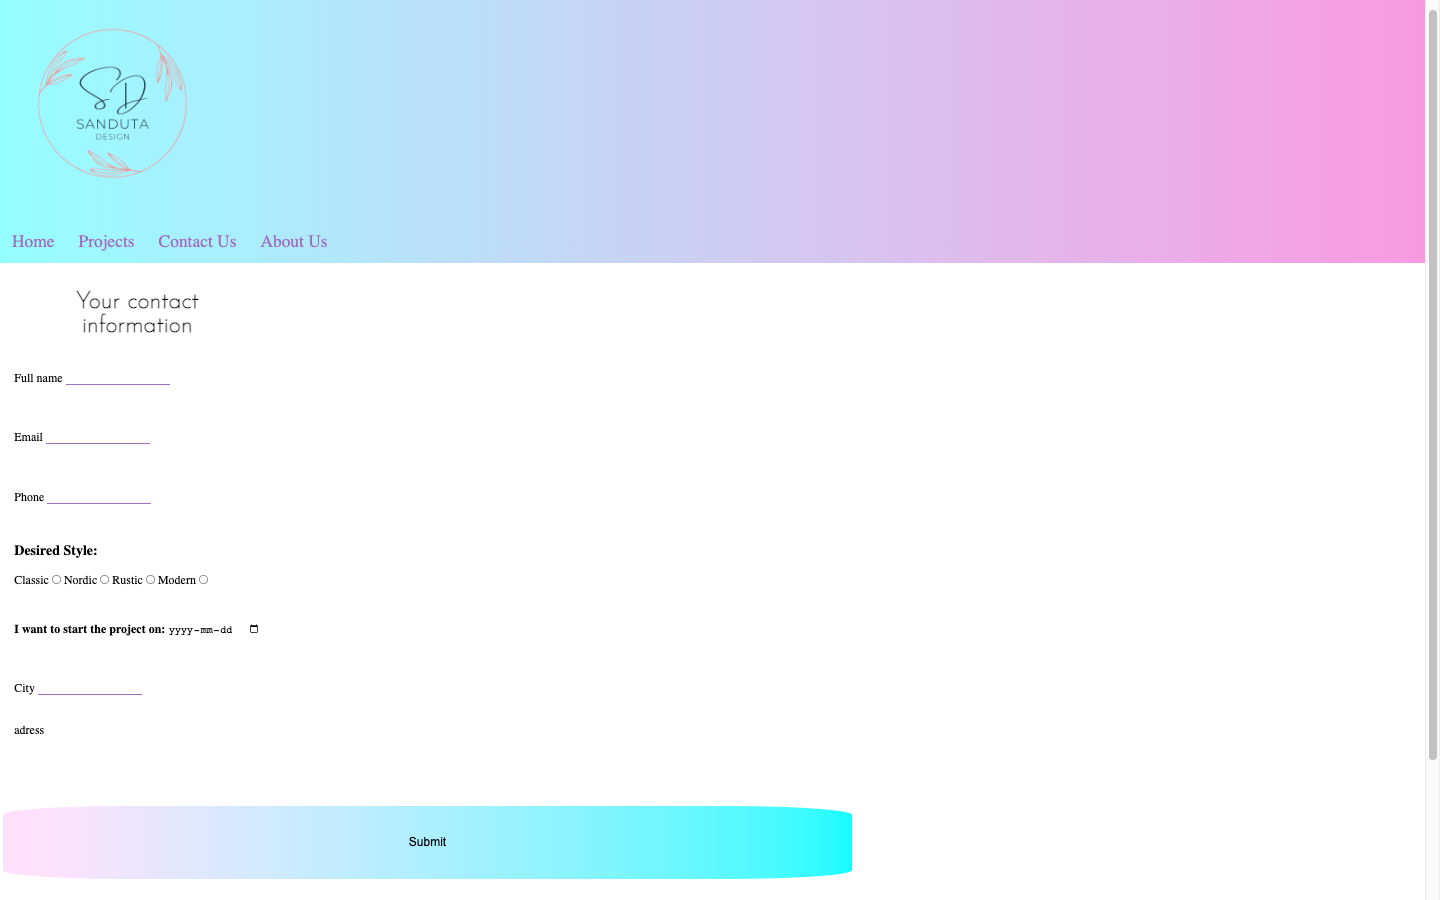 SD
SANDUTA
DESIGN
Home Projects Contact Us About Us
Your contact
information
Full name
Email
Phone
Desired Style:
Classic Nordic Rustic Modern
I want to start the project on: yyyy-mm-dd
City
adress
Submit